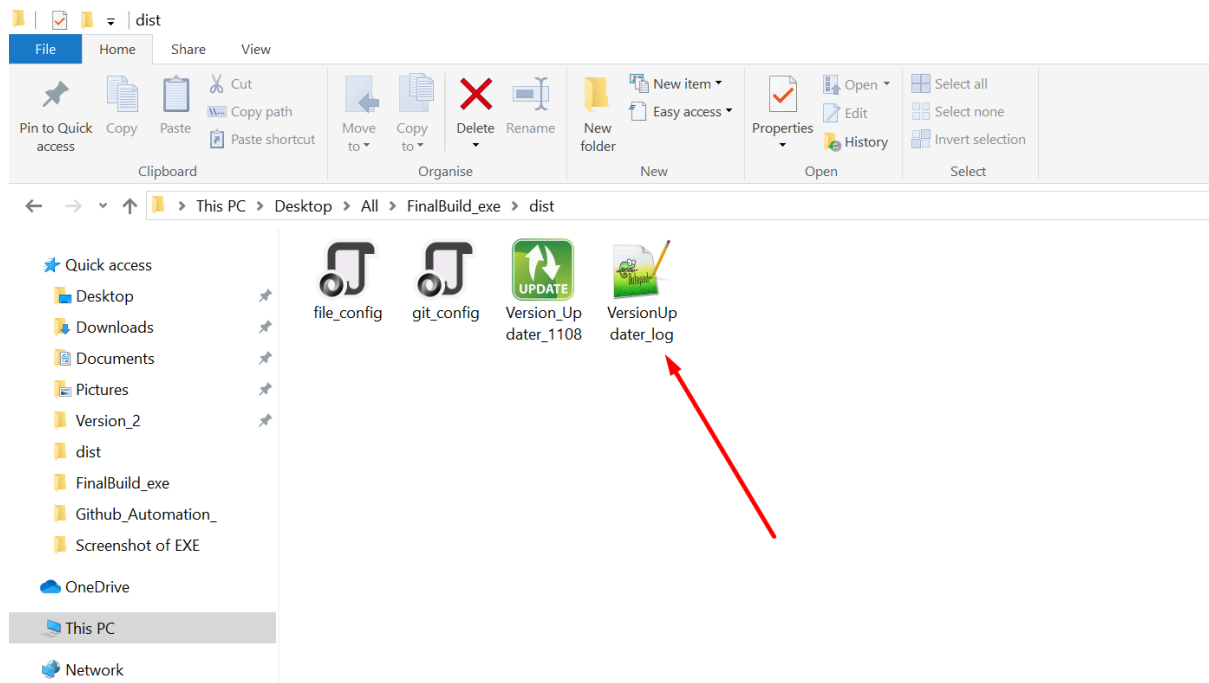 dist
File Home Share View
Pin to Quick access
Copy
Paste
Cut
Copy path
Paste shortcut
Clipboard
Move to
Copy to
Delete
Rename
Organise
New folder
New item
Easy access
New
Properties
Open
Edit
History
Open
Select all
Select none
Invert selection
Select
This PC > Desktop > All > FinalBuild_exe > dist
Quick access
Desktop
Downloads
Documents
Pictures
Version_2
dist
FinalBuild_exe
Github_Automation_
Screenshot of EXE
OneDrive
This PC
Network
file_config
git_config
UPDATE
Version_Up
dater_1108
VersionUp
dater_log